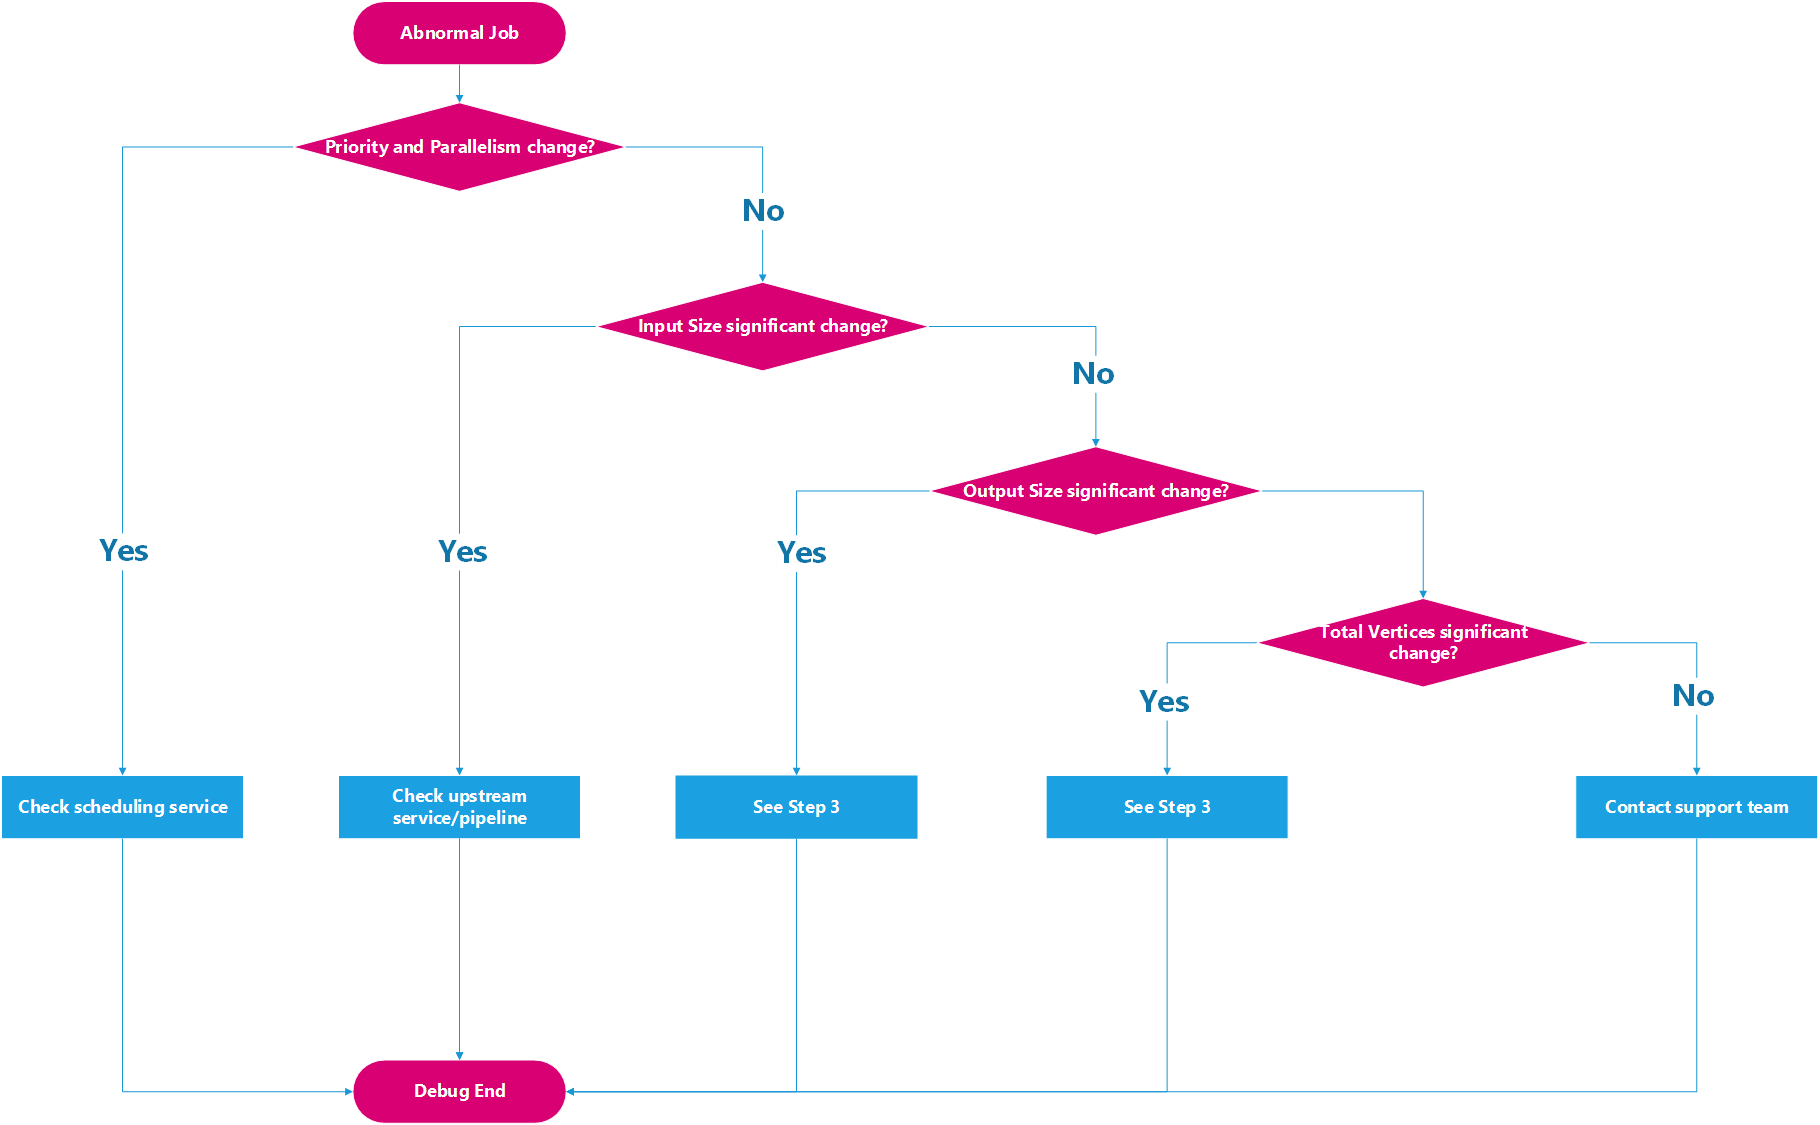 Abnormal Job
Priority and Parallelism change?
No
Input Size significant change?
No
Output Size significant change?
Yes
Yes
Yes
Total Vertices significant
change?
Yes
No
Check scheduling service
Check upstream
service/pipeline
See Step 3
See Step 3
Contact support team
Debug End